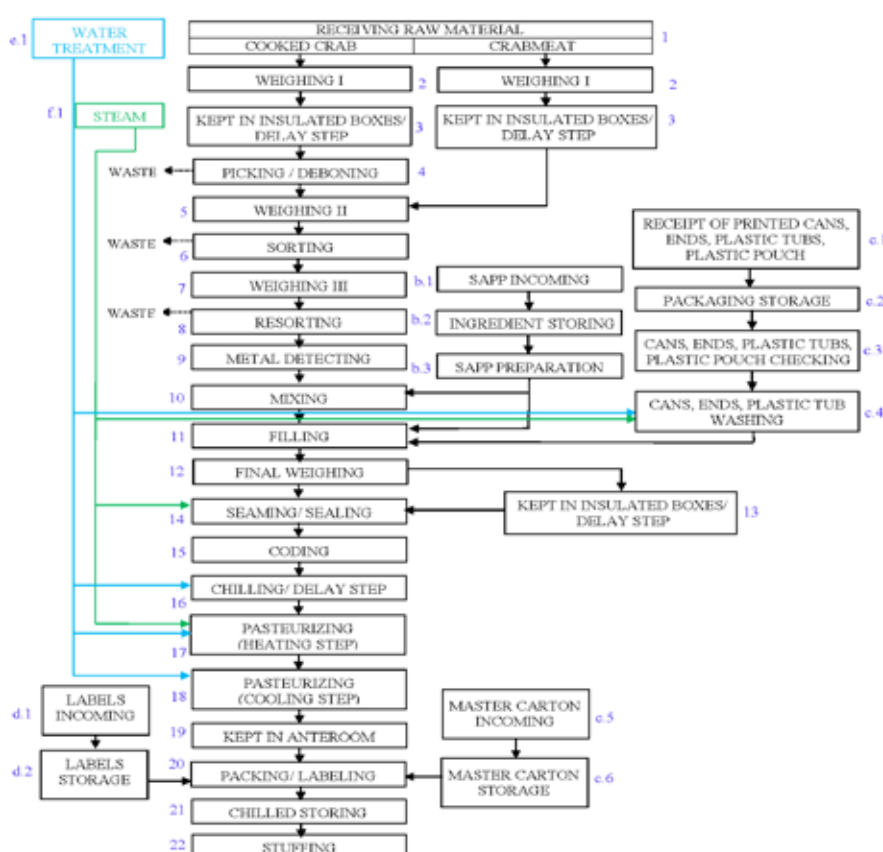 e.1
WATER
TREATMENT
RECEIVING RAW MATERIAL
COOKED CRAB
CRABMEAT
1
WEIGHING I
2
WEIGHING I
2
f.1
STEAM
KEPT IN INSULATED BOXES/
DELAY STEP
3
KEPT IN INSULATED BOXES/
DELAY STEP
3
WASTE
PICKING / DEBONING
4
5
WEIGHING II
WASTE
SORTING
6
7
WEIGHING III
WASTE
RESORTING
8
9
METAL DETECTING
10
MIXING
11
FILLING
b.1
SAPP INCOMING
b.2
INGREDIENT STORING
b.3
SAPP PREPARATION
RECEIPT OF PRINTED CANS,
ENDS, PLASTIC TUBS,
PLASTIC POUCH
c.1
PACKAGING STORAGE
c.2
CANS, ENDS, PLASTIC TUBS,
PLASTIC POUCH CHECKING
c.3
CANS, ENDS, PLASTIC TUB
WASHING
c.4
12
FINAL WEIGHING
KEPT IN INSULATED BOXES/
DELAY STEP
13
SEAMING/ SEALING
14
15
CODING
CHILLING/ DELAY STEP
16
PASTEURIZING
(HEATING STEP)
17
PASTEURIZING
(COOLING STEP)
18
19
KEPT IN ANTEROOM
d.1
LABELS
INCOMING
d.2
LABELS
STORAGE
MASTER CARTON
INCOMING
c.5
MASTER CARTON
STORAGE
c.6
20
PACKING/ LABELING
21
CHILLED STORING
22
STUFFING